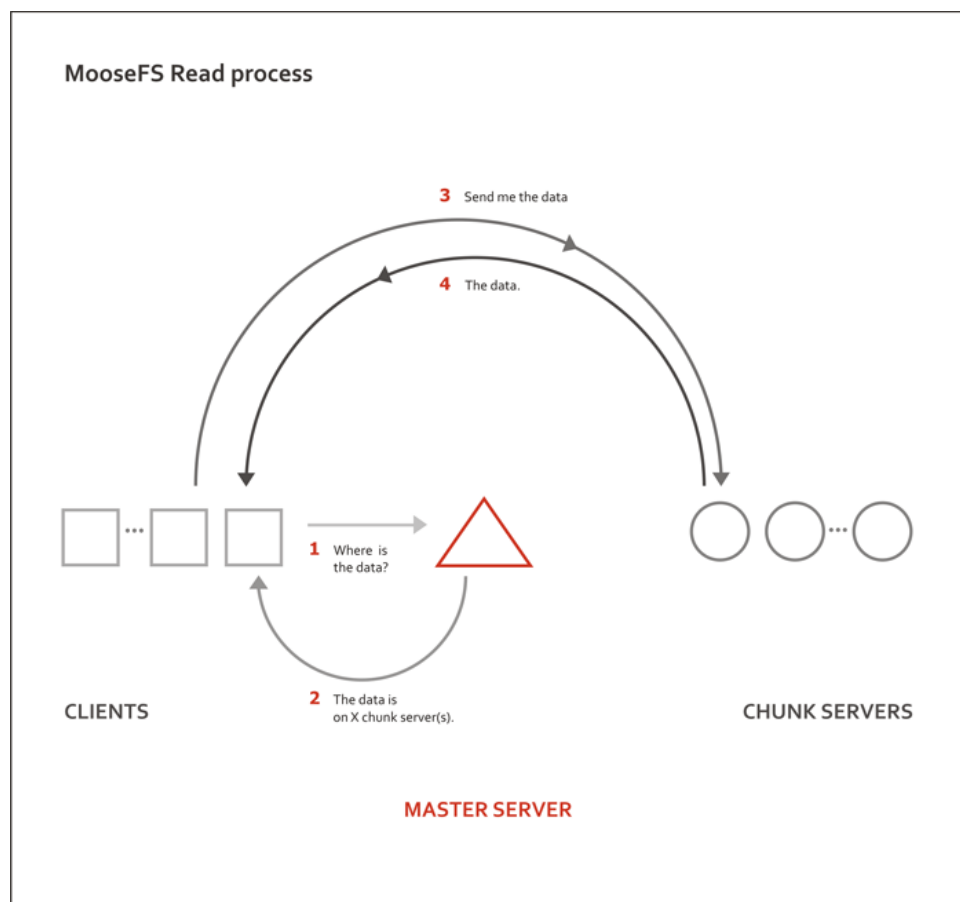 MooseFS Read process
3 Send me the data
4 The data.
1 Where is
the data?
2 The data is
on X chunk server(s).
CLIENTS
CHUNK SERVERS
MASTER SERVER